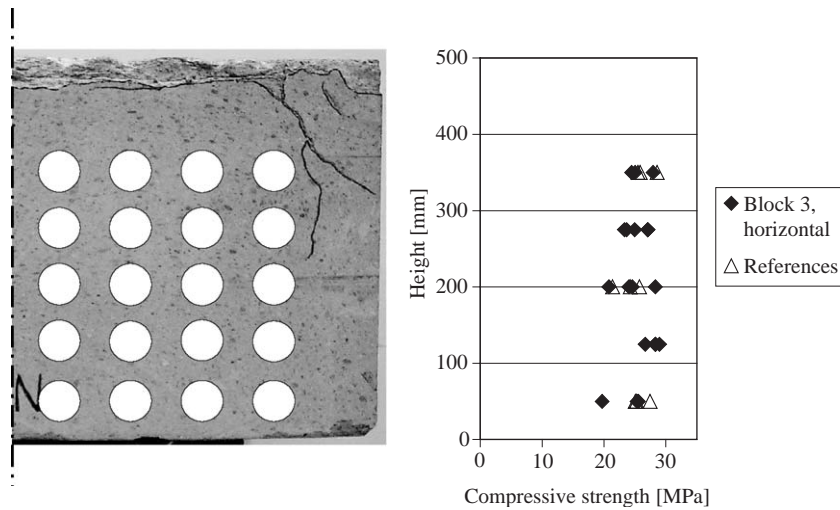 N
500
400
300
200
100
0
Height [mm]
0 10 20 30
Compressive strength [MPa]
Block 3,
horizontal
References